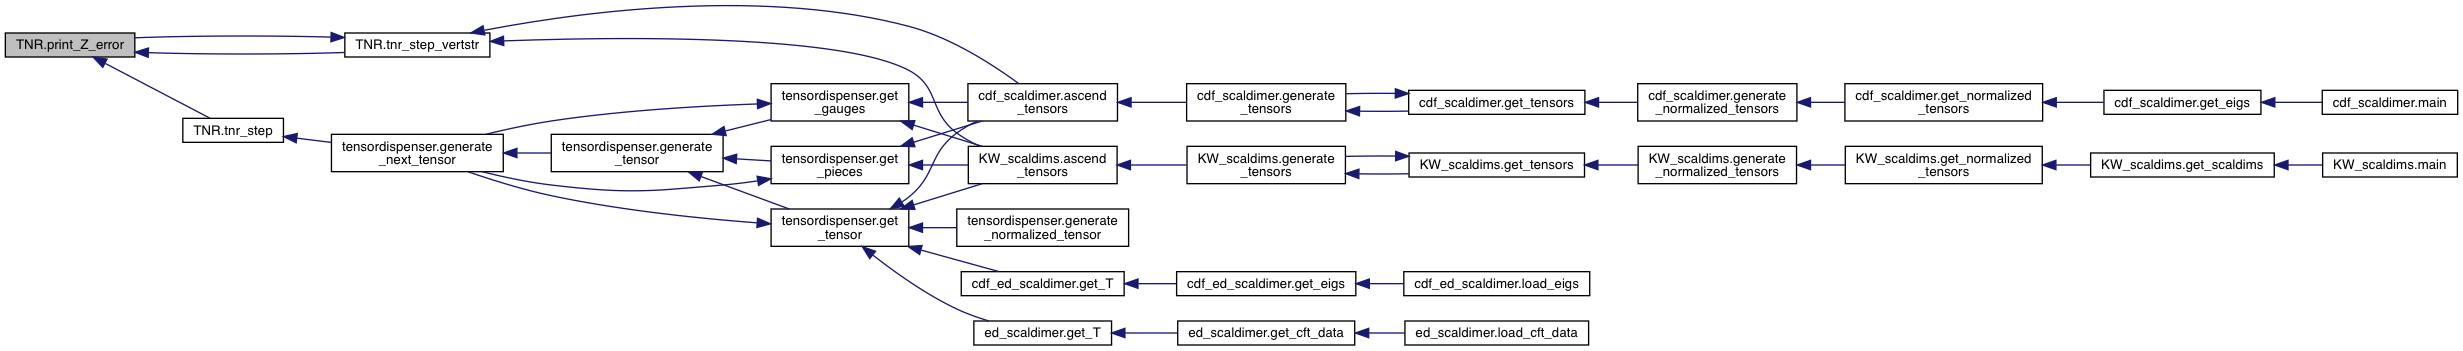 TNR.print_Z_error
TNR.tnr_step_vertstr
TNR.tnr_step
tensordispenser.generate
_next_tensor
tensordispenser.generate
_tensor
tensordispenser.get
_gauges
tensordispenser.get
_pieces
tensordispenser.get
_tensor
cdf_scaldimer.ascend
_tensors
KW_scaldims.ascend
_tensors
tensordispenser.generate
_normalized_tensor
cdf_ed_scaldimer.get_T
ed_scaldimer.get_T
cdf_scaldimer.generate
_tensors
KW_scaldims.generate
_tensors
cdf_ed_scaldimer.get_eigs
ed_scaldimer.get_cft_data
cdf_scaldimer.get_tensors
KW_scaldims.get_tensors
cdf_ed_scaldimer.load_eigs
ed_scaldimer.load_cft_data
cdf_scaldimer.generate
_normalized_tensors
KW_scaldims.generate
_normalized_tensors
cdf_scaldimer.get_normalized
_tensors
KW_scaldims.get_normalized
_tensors
cdf_scaldimer.get_eigs
KW_scaldims.get_scaldims
cdf_scaldimer.main
KW_scaldims.main